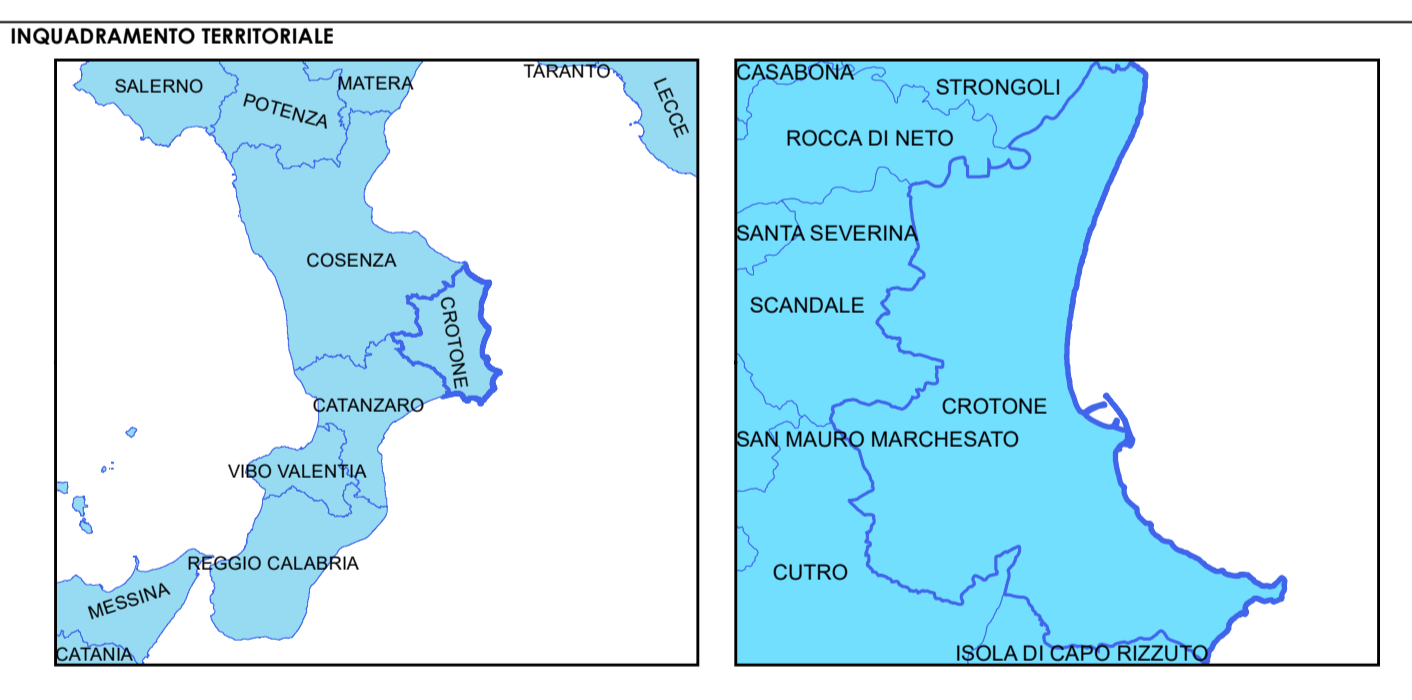 INQUADRAMENTO TERRITORIALE
SALERNO
POTENZA
MATERA
TARANTO
LECCE
COSENZA
CROTONE
CATANZARO
VIBO VALENTIA
REGGIO CALABRIA
MESSINA
CATANIA
CASABONA
STRONGOLI
ROCCA DI NETO
SANTA SEVERINA
SCANDALE
CROTONE
SAN MAURO MARCHESATO
CUTRO
ISOLA DI CAPO RIZZUTO